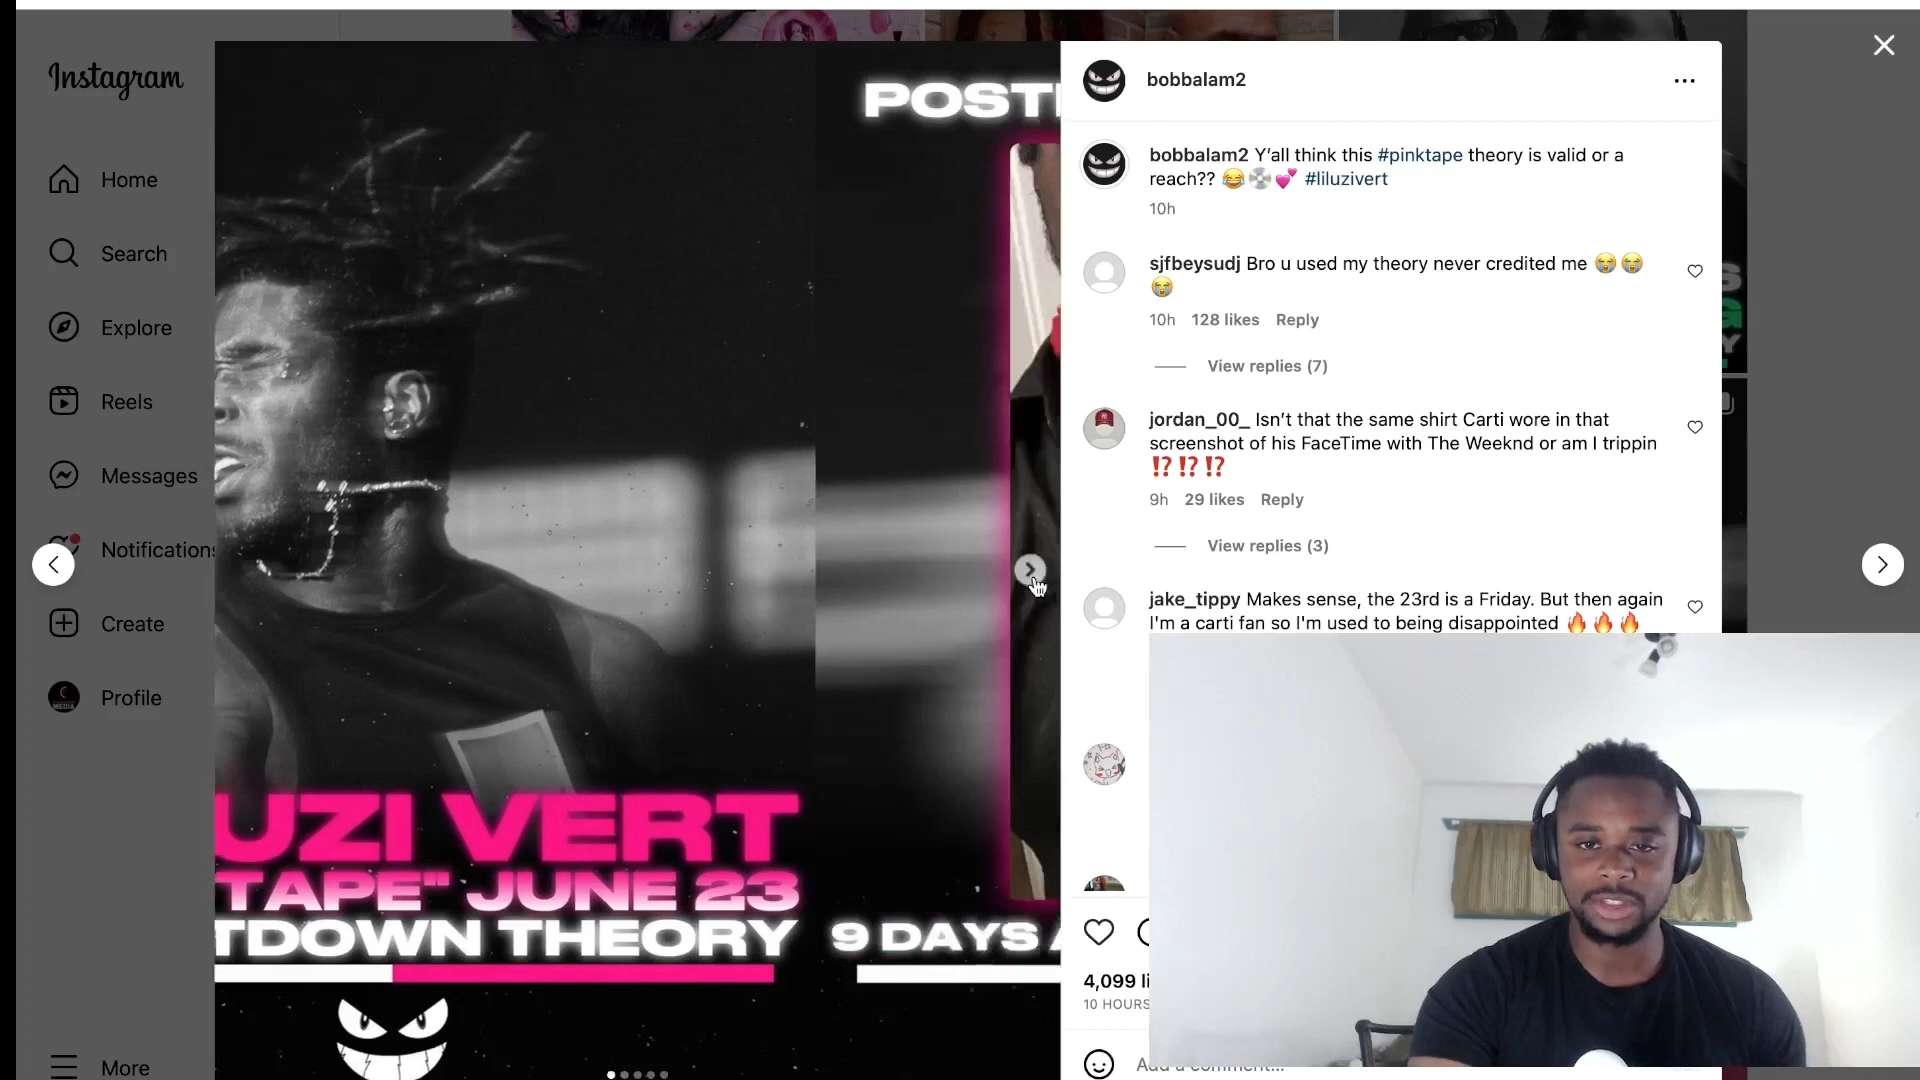 Instagram
Home
Search
Explore
Reels
Messages
Notifications
Create
Profile
More
POST
UZI VERT
TAPE" JUNE 23
TDOWN THEORY
9 DAYS
bobbalam2
bobbalam2 Y'all think this #pinktape theory is valid or a
reach?? 😂💿💕 #liluzivert
10h
sjfbeysudj Bro u used my theory never credited me 😭😭
😭
10h 128 likes Reply
View replies (7)
jordan_00_ Isn't that the same shirt Carti wore in that
screenshot of his FaceTime with The Weeknd or am I trippin
⁉️⁉️⁉️
9h 29 likes Reply
View replies (3)
jake_tippy Makes sense, the 23rd is a Friday. But then again
I'm a carti fan so I'm used to being disappointed 🔥🔥🔥
4,099 li
10 HOURS
Add a comment...